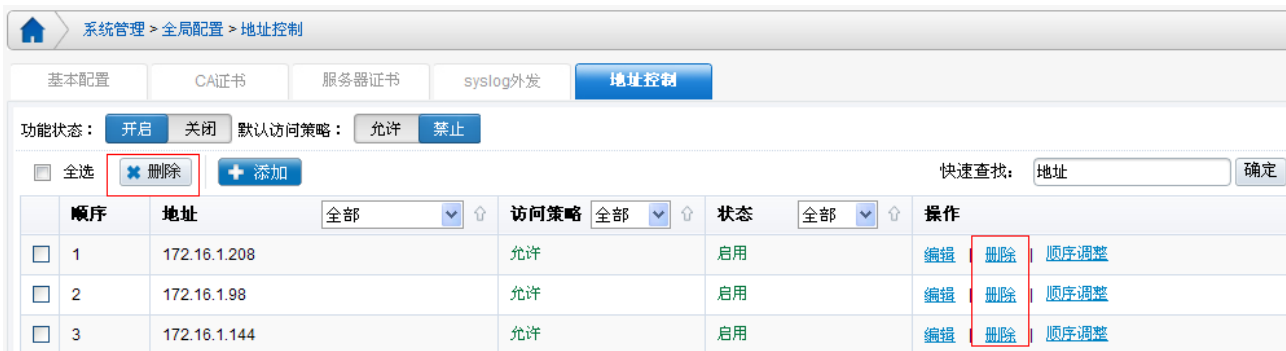 系统管理 > 全局配置 > 地址控制
基本配置 CA证书 服务器证书 syslog外发 地址控制
功能状态： 开启 关闭 默认访问策略： 允许 禁止
全选 删除 添加 快速查找: 地址 确定
顺序 地址 全部 访问策略 全部 状态 全部 操作
1 172.16.1.208 允许 启用 编辑 | 删除 | 顺序调整
2 172.16.1.98 允许 启用 编辑 | 删除 | 顺序调整
3 172.16.1.144 允许 启用 编辑 | 删除 | 顺序调整